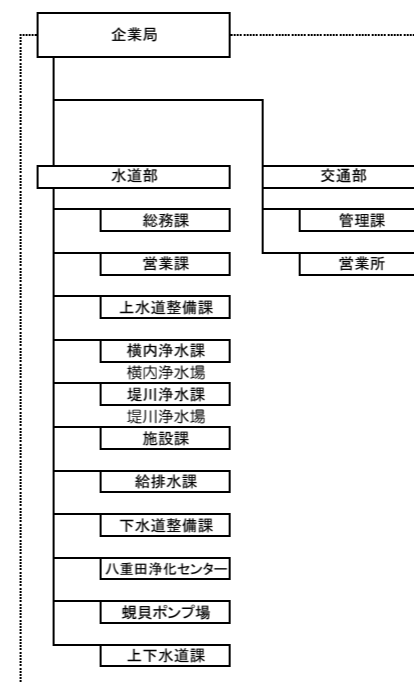 企業局
水道部
総務課
営業課
上水道整備課
横内浄水課
横内浄水場
堤川浄水課
堤川浄水場
施設課
給排水課
下水道整備課
八重田浄化センター
蜆貝ポンプ場
上下水道課
交通部
管理課
営業所